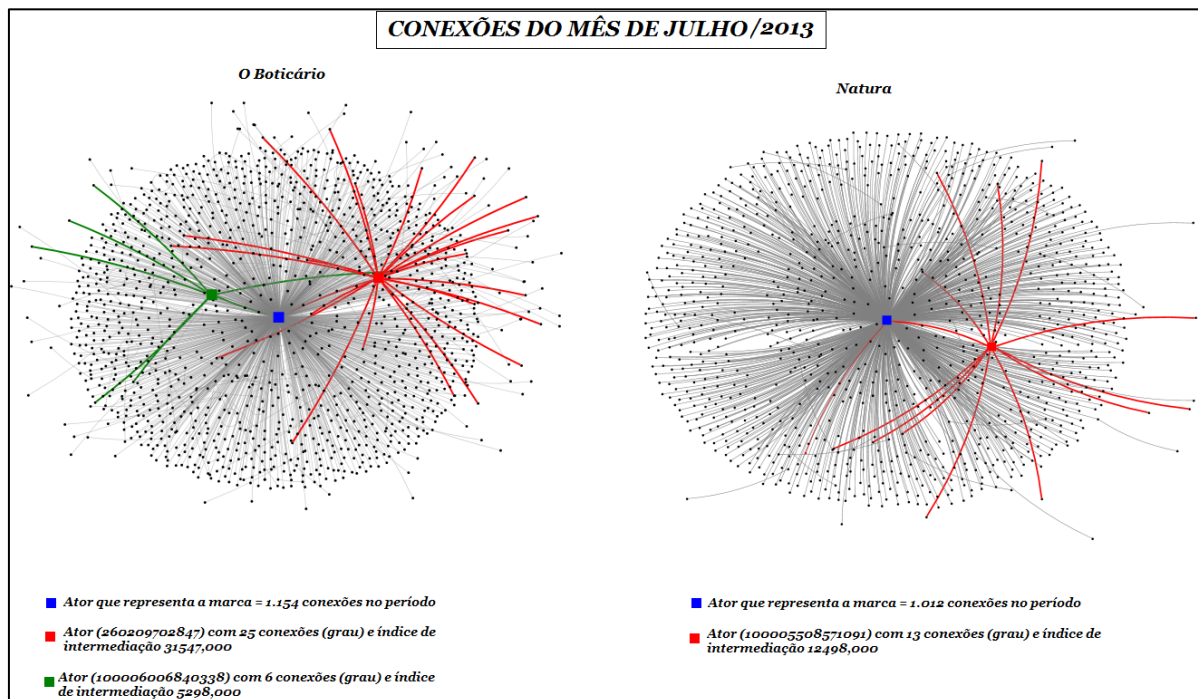 CONEXÕES DO MÊS DE JULHO/2013
O Boticário
Natura
Ator que representa a marca = 1.154 conexões no período
Ator (260209702847) com 25 conexões (grau) e índice de
intermediação 31547,000
Ator (100006006840338) com 6 conexões (grau) e índice
de intermediação 5298,000
Ator que representa a marca = 1.012 conexões no período
Ator (100005508571091) com 13 conexões (grau) e índice de
intermediação 12498,000